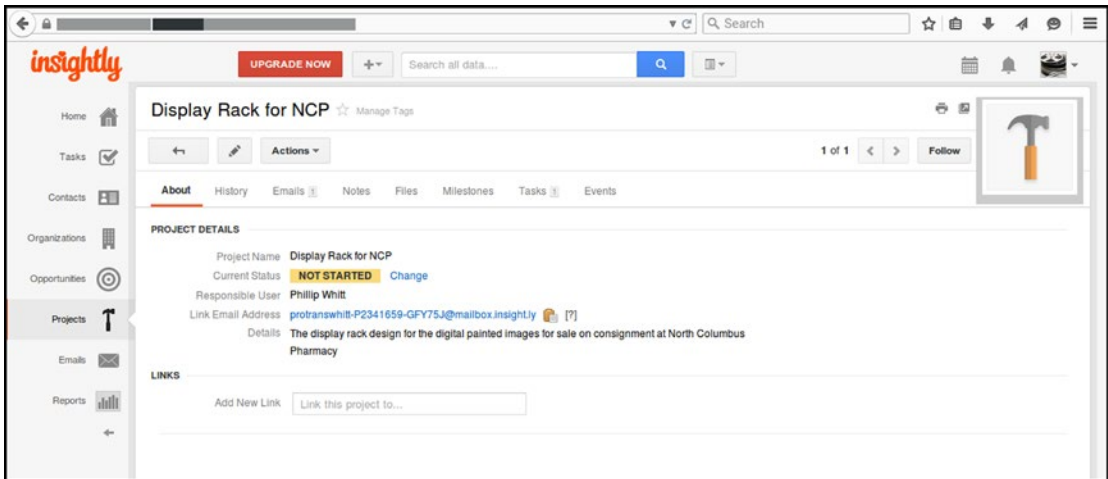 Search
insightly
UPGRADE NOW
Search all data....
Home
Tasks
Contacts
Organizations
Opportunities
Projects
Emails
Reports
Display Rack for NCP Manage Tags
Actions
1 of 1
Follow
About History Emails 1 Notes Files Milestones Tasks 1 Events
PROJECT DETAILS
Project Name Display Rack for NCP
Current Status NOT STARTED Change
Responsible User Phillip Whitt
Link Email Address protranswhitt-P2341659-GFY75J@mailbox.insight.ly [?]
Details The display rack design for the digital painted images for sale on consignment at North Columbus
Pharmacy
LINKS
Add New Link Link this project to...